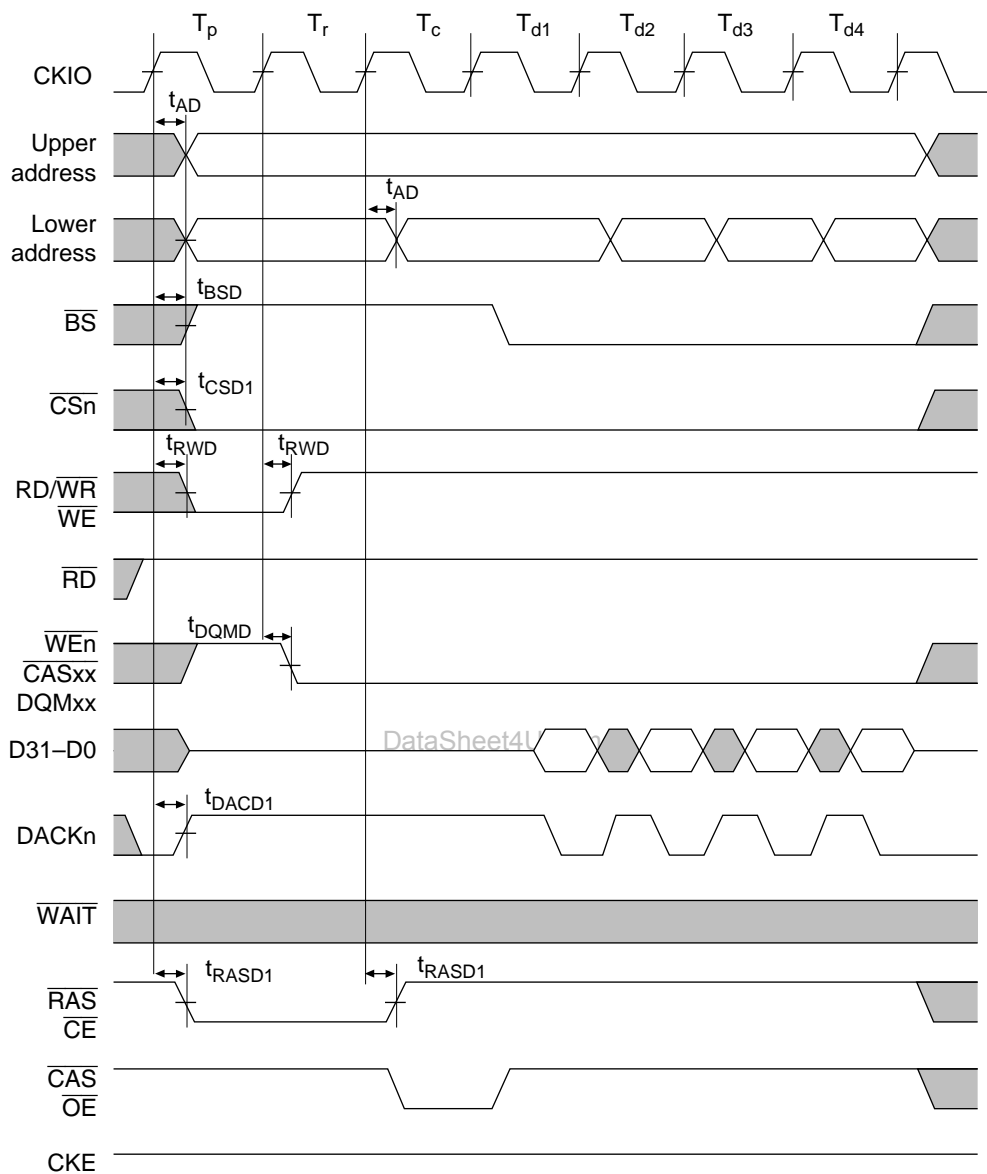 Tp Tr Tc Td1 Td2 Td3 Td4
CKIO
tAD
Upper
address
tAD
Lower
address
tBSD
BS
tCSD1
CSn
tRWD tRWD
RD/WR
WE
RD
tDQMD
WEn
CASxx
DQMxx
D31–D0
tDACD1
DACKn
WAIT
tRASD1 tRASD1
RAS
CE
CAS
OE
CKE